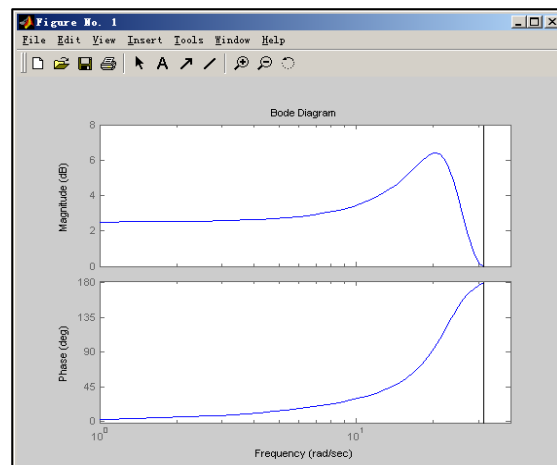 Figure No. 1
File Edit View Insert Tools Window Help
A
Bode Diagram
Magnitude (dB)
8
6
4
2
0
Phase (deg)
180
135
90
45
0
10^0
10^1
Frequency (rad/sec)